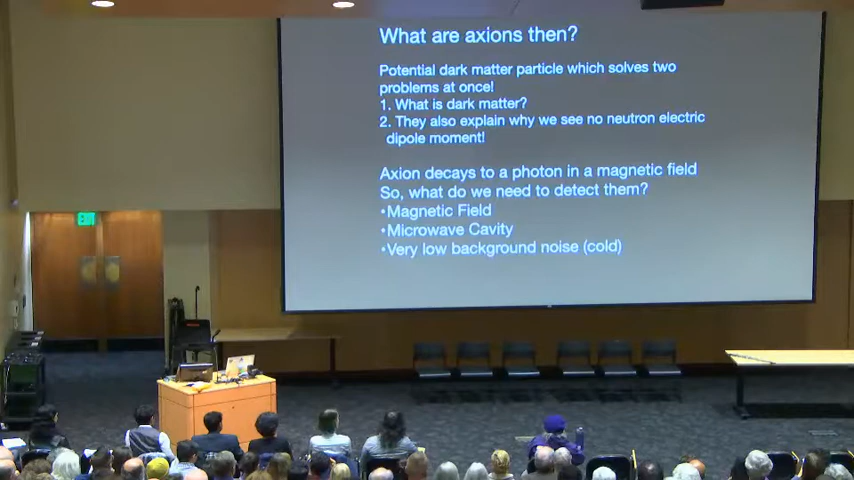 What are axions then?
Potential dark matter particle which solves two
problems at once!
1. What is dark matter?
2. They also explain why we see no neutron electric
dipole moment!
Axion decays to a photon in a magnetic field
So, what do we need to detect them?
•Magnetic Field
•Microwave Cavity
•Very low background noise (cold)